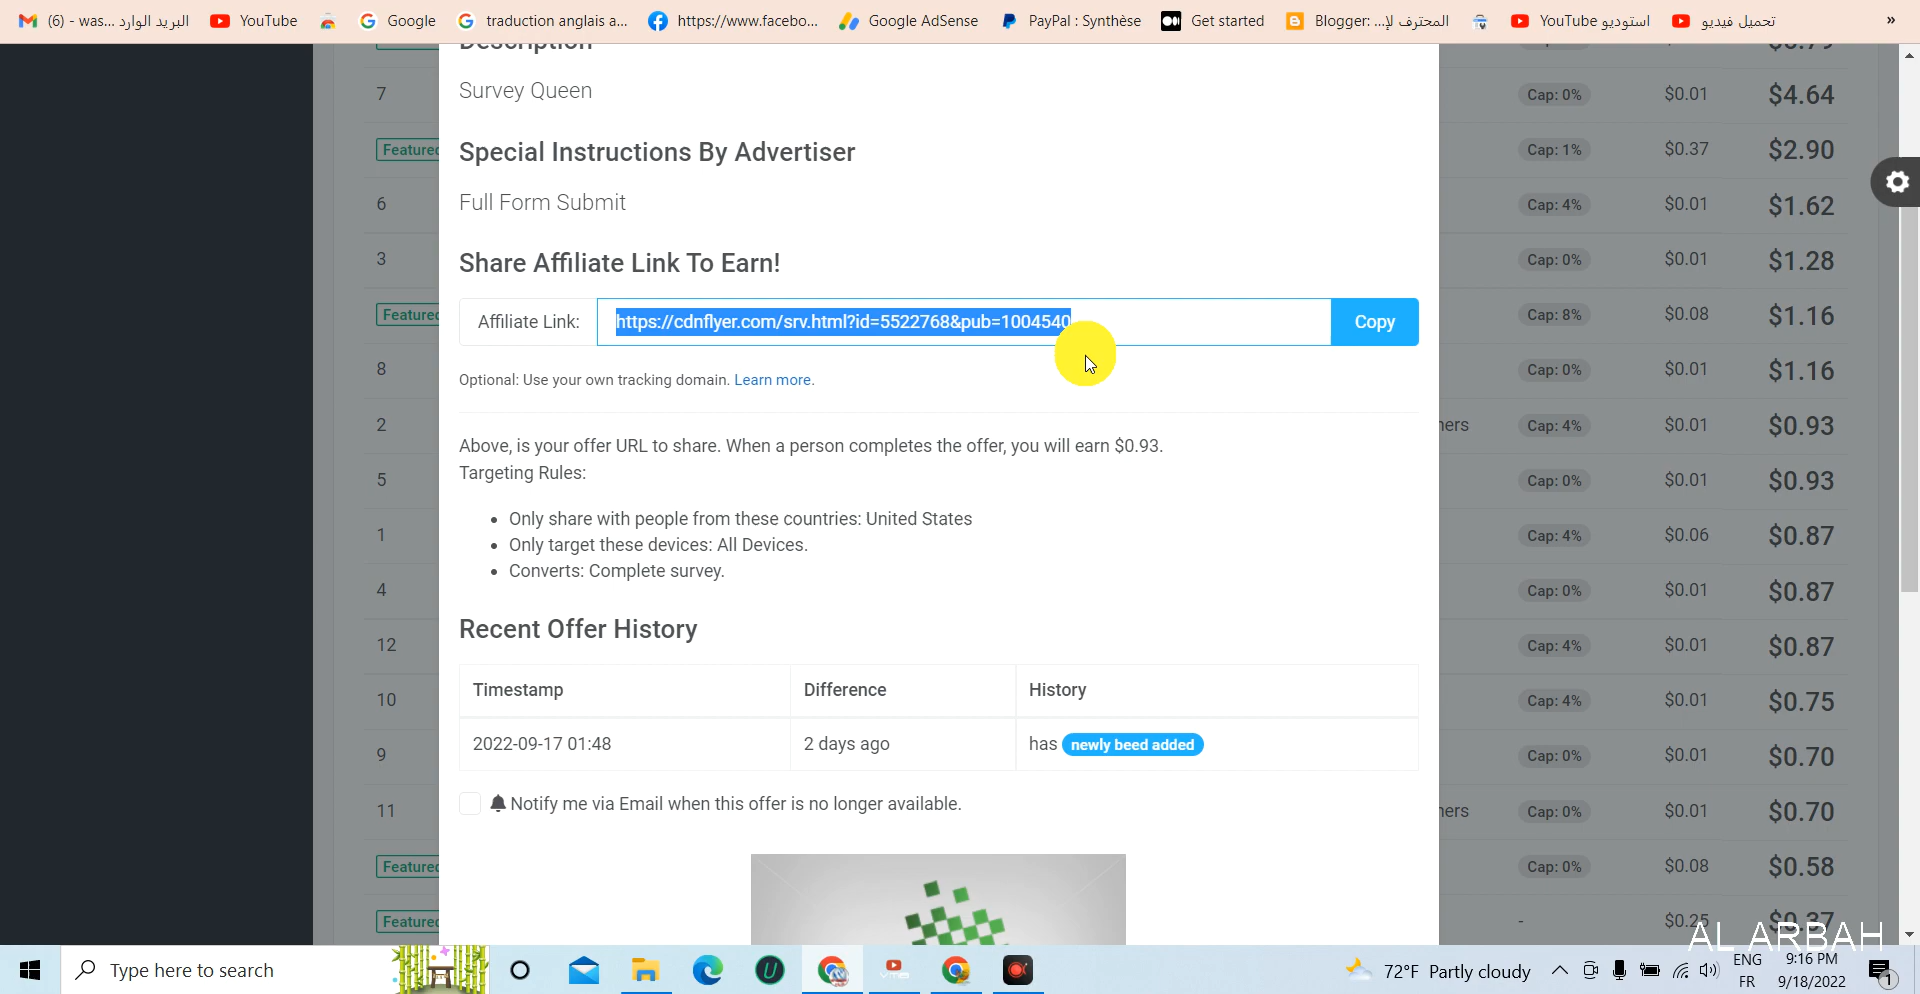 (6) - was... البريد الوارد
YouTube
Google
traduction anglais a...
https://www.facebo...
Google AdSense
PayPal : Synthèse
Get started
Blogger: ...المحترف لإ
YouTube استوديو
تحميل فيديو
»
Description
Survey Queen
Special Instructions By Advertiser
Full Form Submit
Share Affiliate Link To Earn!
Affiliate Link: https://cdnflyer.com/srv.html?id=5522768&pub=1004540 Copy
Optional: Use your own tracking domain. Learn more.
Above, is your offer URL to share. When a person completes the offer, you will earn $0.93.
Targeting Rules:
• Only share with people from these countries: United States
• Only target these devices: All Devices.
• Converts: Complete survey.
Recent Offer History
Timestamp Difference History
2022-09-17 01:48 2 days ago has newly beed added
Notify me via Email when this offer is no longer available.
7 Cap: 0% $0.01 $4.64
Featured Cap: 1% $0.37 $2.90
6 Cap: 4% $0.01 $1.62
3 Cap: 0% $0.01 $1.28
Featured Cap: 8% $0.08 $1.16
8 Cap: 0% $0.01 $1.16
2 hers Cap: 4% $0.01 $0.93
5 Cap: 0% $0.01 $0.93
1 Cap: 4% $0.06 $0.87
4 Cap: 0% $0.01 $0.87
12 Cap: 4% $0.01 $0.87
10 Cap: 4% $0.01 $0.75
9 Cap: 0% $0.01 $0.70
11 hers Cap: 0% $0.01 $0.70
Featured Cap: 0% $0.08 $0.58
Featured - $0.25 $0.37
AL ARBAH
Type here to search
72°F Partly cloudy
ENG
FR
9:16 PM
9/18/2022
1